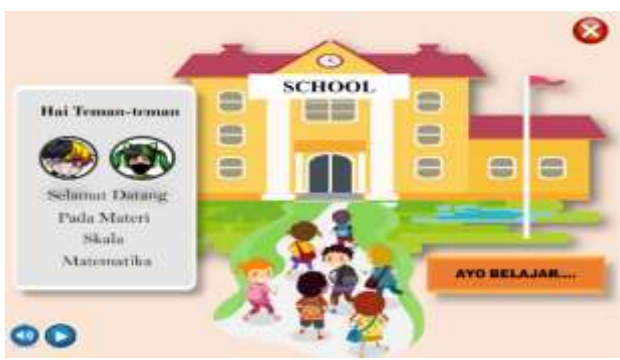 SCHOOL
Hai Teman-teman
Selamat Datang
Pada Materi
Skala
Matematika
AYO BELAJAR....